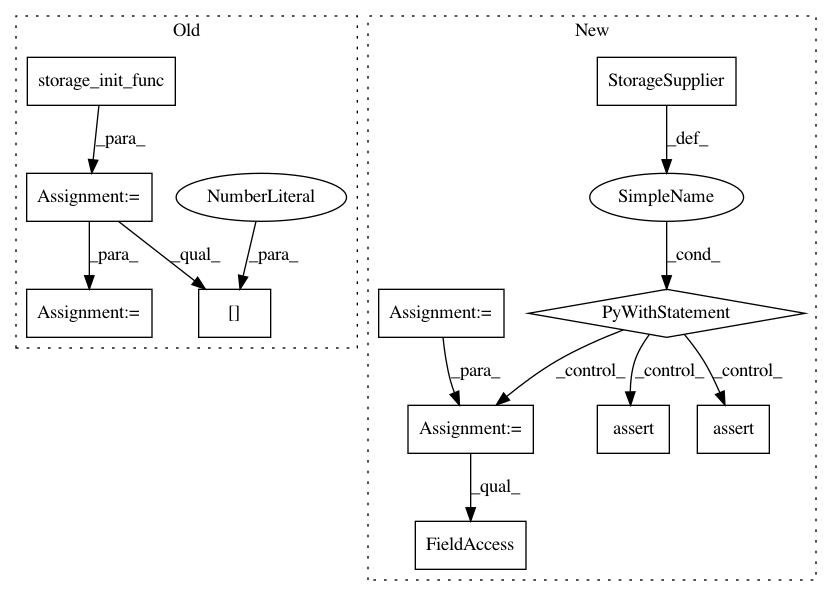 Old
New
storage_init_func
StorageSupplier
_para_
_def_
Assignment:=
NumberLiteral
SimpleName
_para_
_qual_
_para_
_cond_
Assignment:=
[]
Assignment:=
PyWithStatement
_para_
_control_
_control_
_control_
Assignment:=
assert
assert
_qual_
FieldAccess